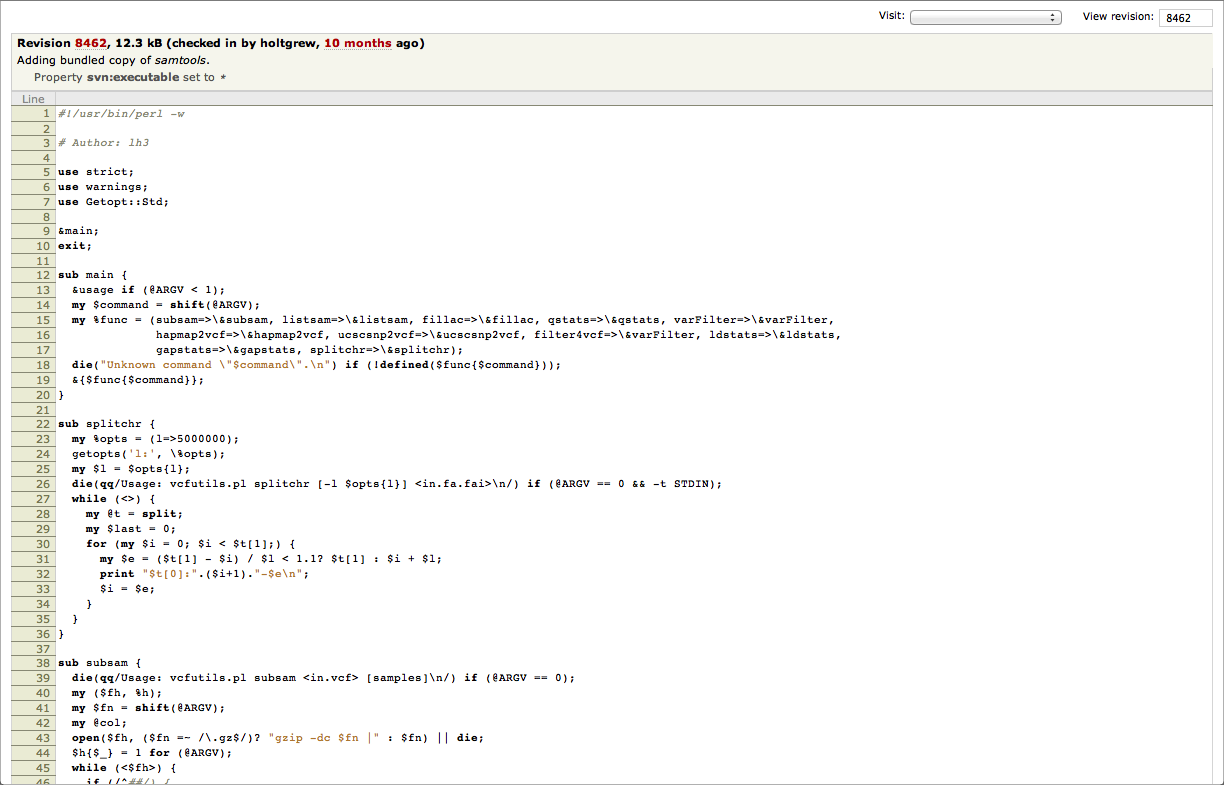 Visit: View revision: 8462
Revision 8462, 12.3 kB (checked in by holtgrew, 10 months ago)
Adding bundled copy of samtools.
Property svn:executable set to *
Line
1 #!/usr/bin/perl -w
2
3 # Author: lh3
4
5 use strict;
6 use warnings;
7 use Getopt::Std;
8
9 &main;
10 exit;
11
12 sub main {
13   &usage if (@ARGV < 1);
14   my $command = shift(@ARGV);
15   my %func = (subsam=>\&subsam, listsam=>\&listsam, fillac=>\&fillac, qstats=>\&qstats, varFilter=>\&varFilter,
16               hapmap2vcf=>\&hapmap2vcf, ucscsnp2vcf=>\&ucscsnp2vcf, filter4vcf=>\&varFilter, ldstats=>\&ldstats,
17               gapstats=>\&gapstats, splitchr=>\&splitchr);
18   die("Unknown command \"$command\".\n") if (!defined($func{$command}));
19   &{$func{$command}};
20 }
21
22 sub splitchr {
23   my %opts = (l=>5000000);
24   getopts('l:', \%opts);
25   my $l = $opts{l};
26   die(qq/Usage: vcfutils.pl splitchr [-l $opts{l}] <in.fa.fai>\n/) if (@ARGV == 0 && -t STDIN);
27   while (<>) {
28     my @t = split;
29     my $last = 0;
30     for (my $i = 0; $i < $t[1];) {
31       my $e = ($t[1] - $i) / $l < 1.1? $t[1] : $i + $l;
32       print "$t[0]:".($i+1)."-$e\n";
33       $i = $e;
34     }
35   }
36 }
37
38 sub subsam {
39   die(qq/Usage: vcfutils.pl subsam <in.vcf> [samples]\n/) if (@ARGV == 0);
40   my ($fh, %h);
41   my $fn = shift(@ARGV);
42   my @col;
43   open($fh, ($fn =~ /\.gz$/)? "gzip -dc $fn |" : $fn) || die;
44   $h{$_} = 1 for (@ARGV);
45   while (<$fh>) {
46     if (/^##/) {